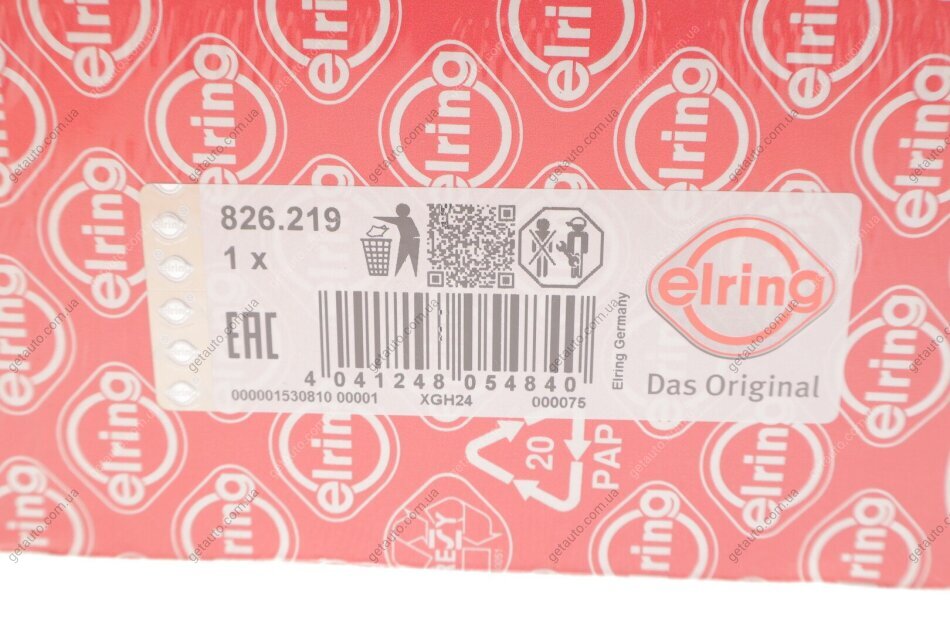 826.219
1 x
EAC
4 041248 054840
000001530810 00001 XGH24 000075
Elring Germany
elring
Das Original
20
PAP
RESY
elring
getauto.com.ua